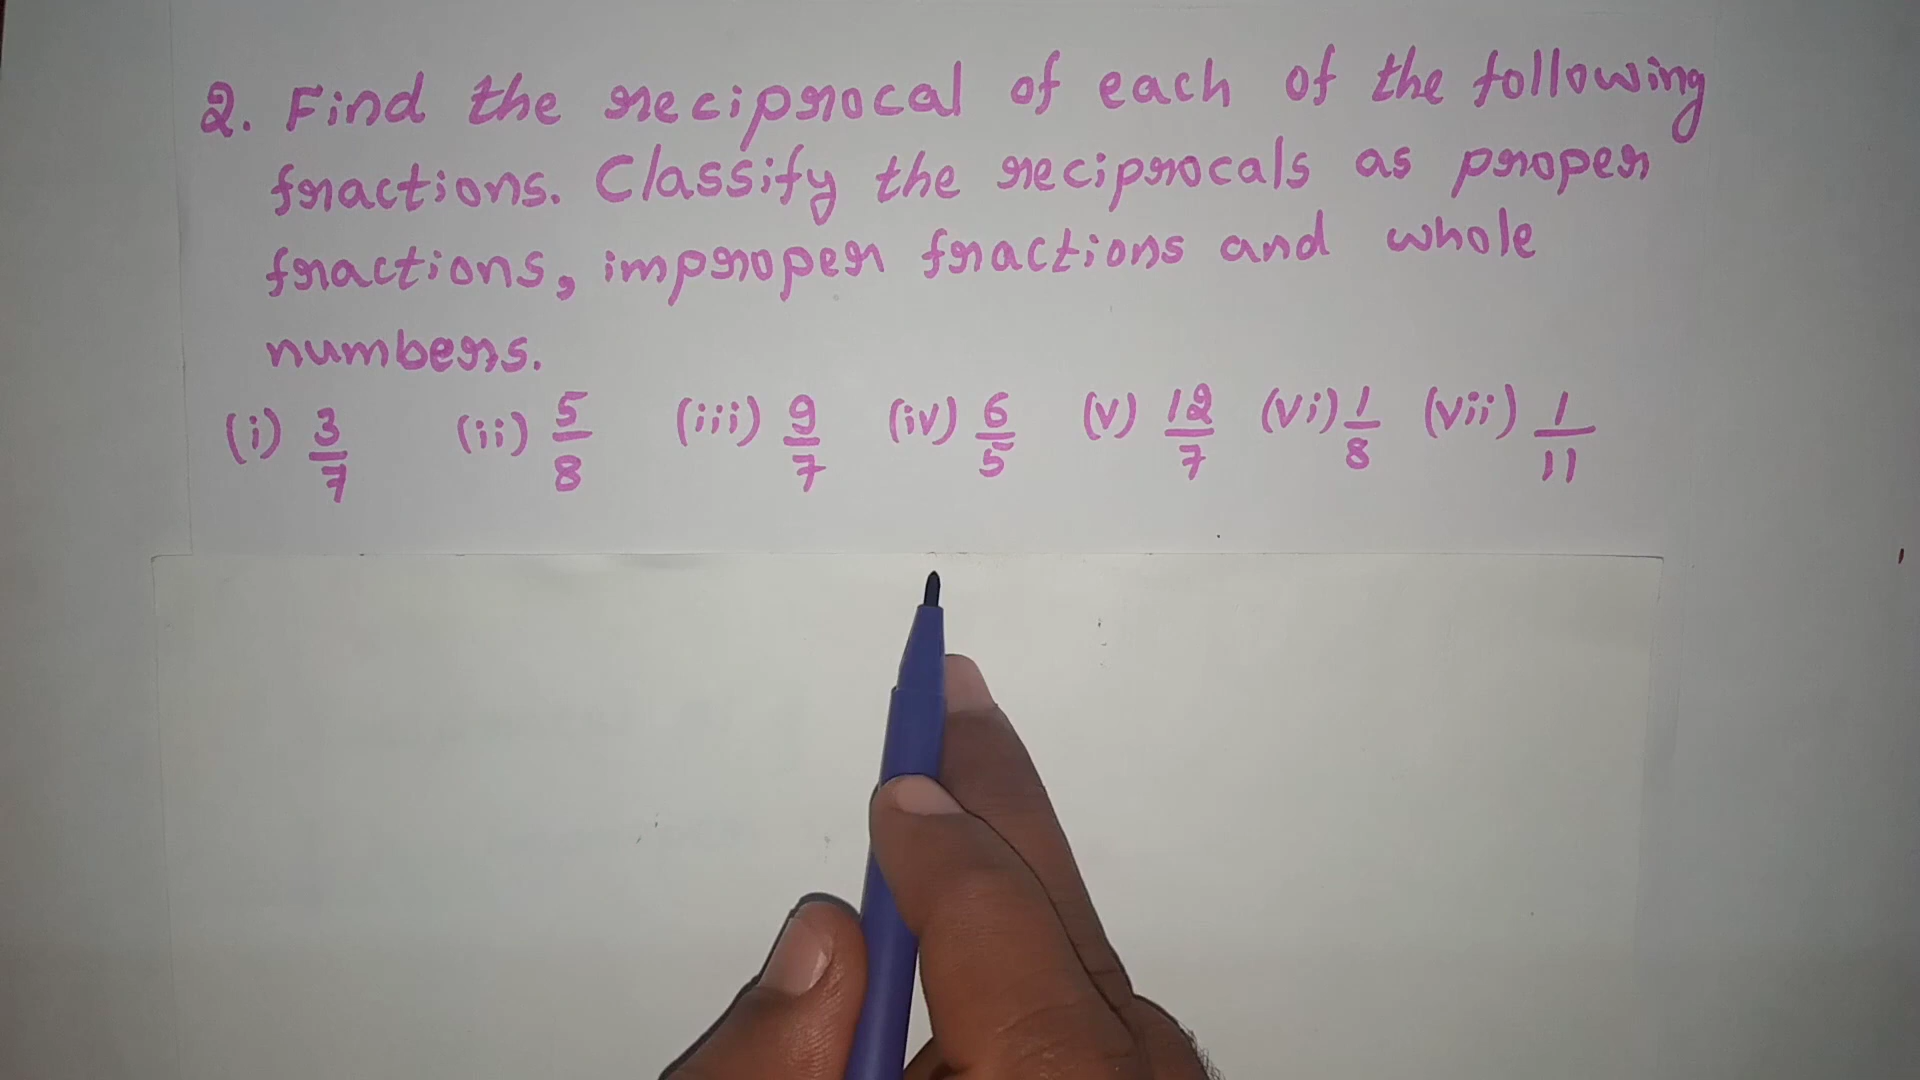 2. Find the reciprocal of each of the following
fractions. Classify the reciprocals as proper
fractions, improper fractions and whole
numbers.
(i) 3/7 (ii) 5/8 (iii) 9/7 (iv) 6/5 (v) 12/7 (vi) 1/8 (vii) 1/11